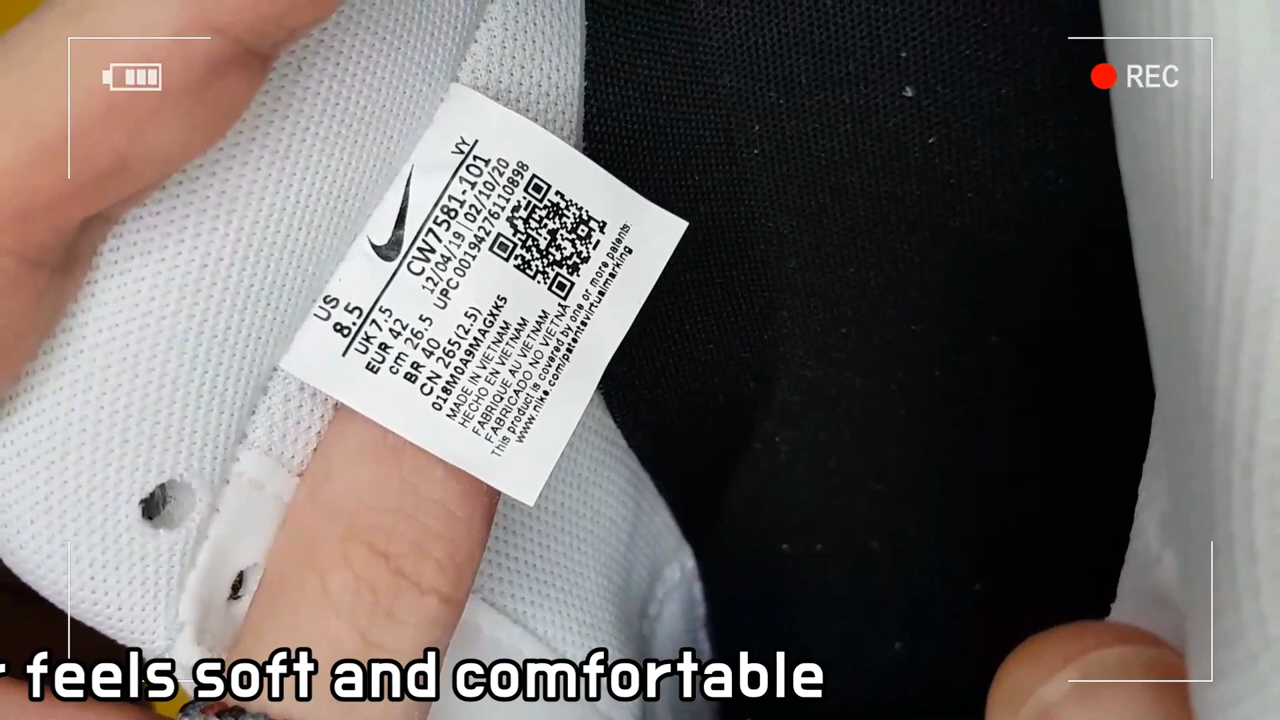 REC
VY
US
8.5
CW7581-101
UK 7.5
12/04/19 | 02/10/20
EUR 42
UPC 00194276110898
cm 26.5
BR 40
CN 265(2.5)
018M0A9MAGXK5
MADE IN VIETNAM
HECHO EN VIETNAM
FABRIQUE AU VIETNAM
FABRICADO NO VIETNA
This product is covered by one or more patents:
www.nike.com/patentsvirtualmarking
feels soft and comfortable